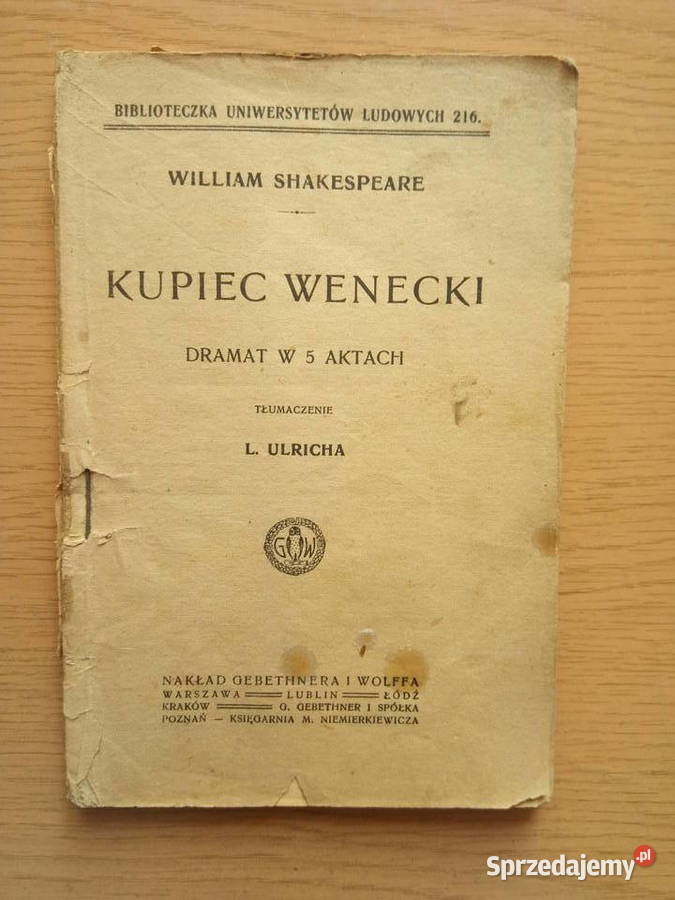 BIBLIOTECZKA UNIWERSYTETÓW LUDOWYCH 216.
WILLIAM SHAKESPEARE
KUPIEC WENECKI
DRAMAT W 5 AKTACH
TŁUMACZENIE
L. ULRICHA
G W
NAKŁAD GEBETHNERA I WOLFFA
WARSZAWA LUBLIN ŁÓDŹ
KRAKÓW G. GEBETHNER I SPÓŁKA
POZNAŃ — KSIĘGARNIA M. NIEMIERKIEWICZA
Sprzedajemy.pl